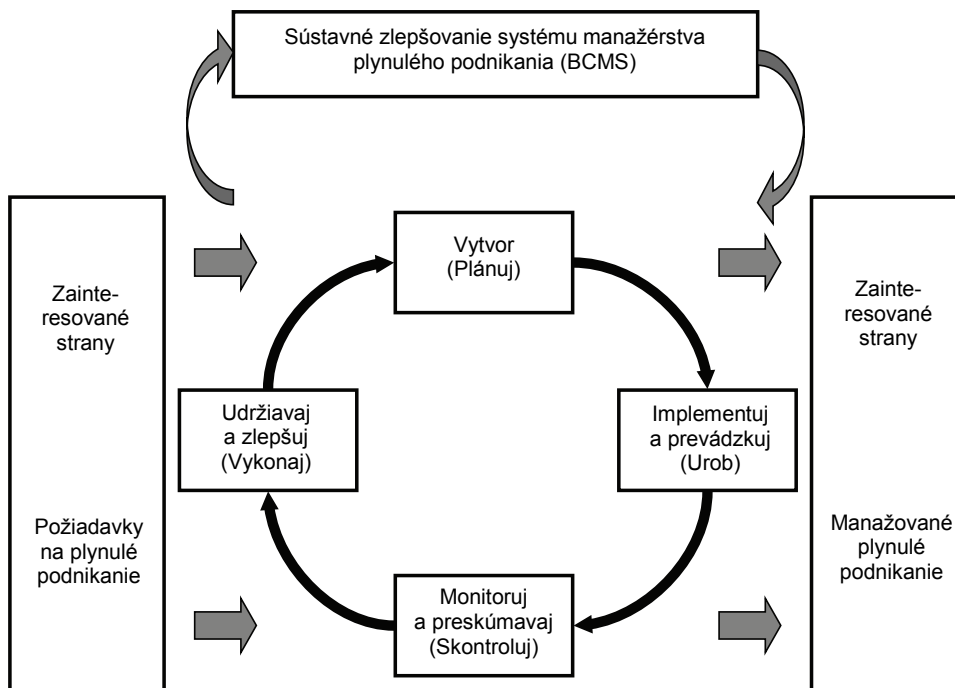 Sústavné zlepšovanie systému manažérstva
plynulého podnikania (BCMS)
Zainte-
resované
strany
Požiadavky
na plynulé
podnikanie
Vytvor
(Plánuj)
Udržiavaj
a zlepšuj
(Vykonaj)
Implementuj
a prevádzkuj
(Urob)
Monitoruj
a preskúmavaj
(Skontroluj)
Zainte-
resované
strany
Manažované
plynulé
podnikanie